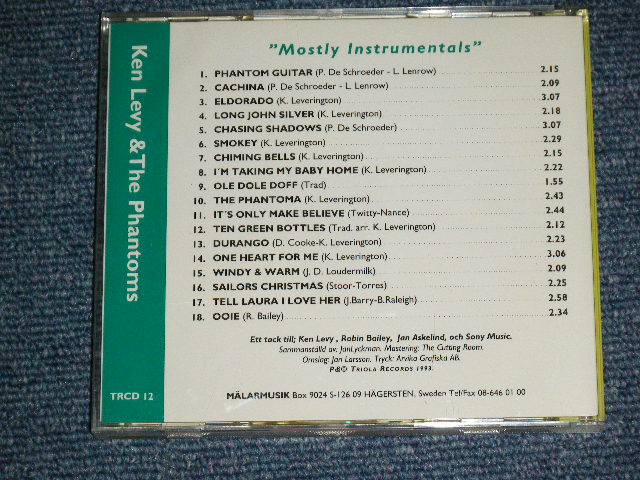 Ken Levy &The Phantoms
TRCD 12
"Mostly Instrumentals"
1. PHANTOM GUITAR (P. De Schroeder - L. Lenrow) 2.15
2. CACHINA (P. De Schroeder - L. Lenrow) 2.09
3. ELDORADO (K. Leverington) 3.07
4. LONG JOHN SILVER (K. Leverington) 2.18
5. CHASING SHADOWS (P. De Schroeder) 3.07
6. SMOKEY (K. Leverington) 2.29
7. CHIMING BELLS (K. Leverington) 2.15
8. I´M TAKING MY BABY HOME (K. Leverington) 2.22
9. OLE DOLE DOFF (Trad) 1.55
10. THE PHANTOMA (K. Leverington) 2.43
11. IT´S ONLY MAKE BELIEVE (Twitty-Nance) 2.44
12. TEN GREEN BOTTLES (Trad. arr. K. Leverington) 2.12
13. DURANGO (D. Cooke-K. Leverington) 2.23
14. ONE HEART FOR ME (K. Leverington) 3.06
15. WINDY & WARM (J. D. Loudermilk) 2.09
16. SAILORS CHRISTMAS (Stoor-Torres) 2.25
17. TELL LAURA I LOVE HER (J.Barry-B.Raleigh) 2.58
18. OOIE (R. Bailey) 2.34
Ett tack till; Ken Levy , Robin Bailey, Jan Askelind, och Sony Music.
Sammanställd av. JanLyckman. Mastering: The Cutting Room.
Omslag: Jan Larsson. Tryck: Arvika Grafiska AB.
P&© TRIOLA RECORDS 1993.
MÄLARMUSIK Box 9024 S-126 09 HÄGERSTEN, Sweden Tel/Fax 08-646 01 00